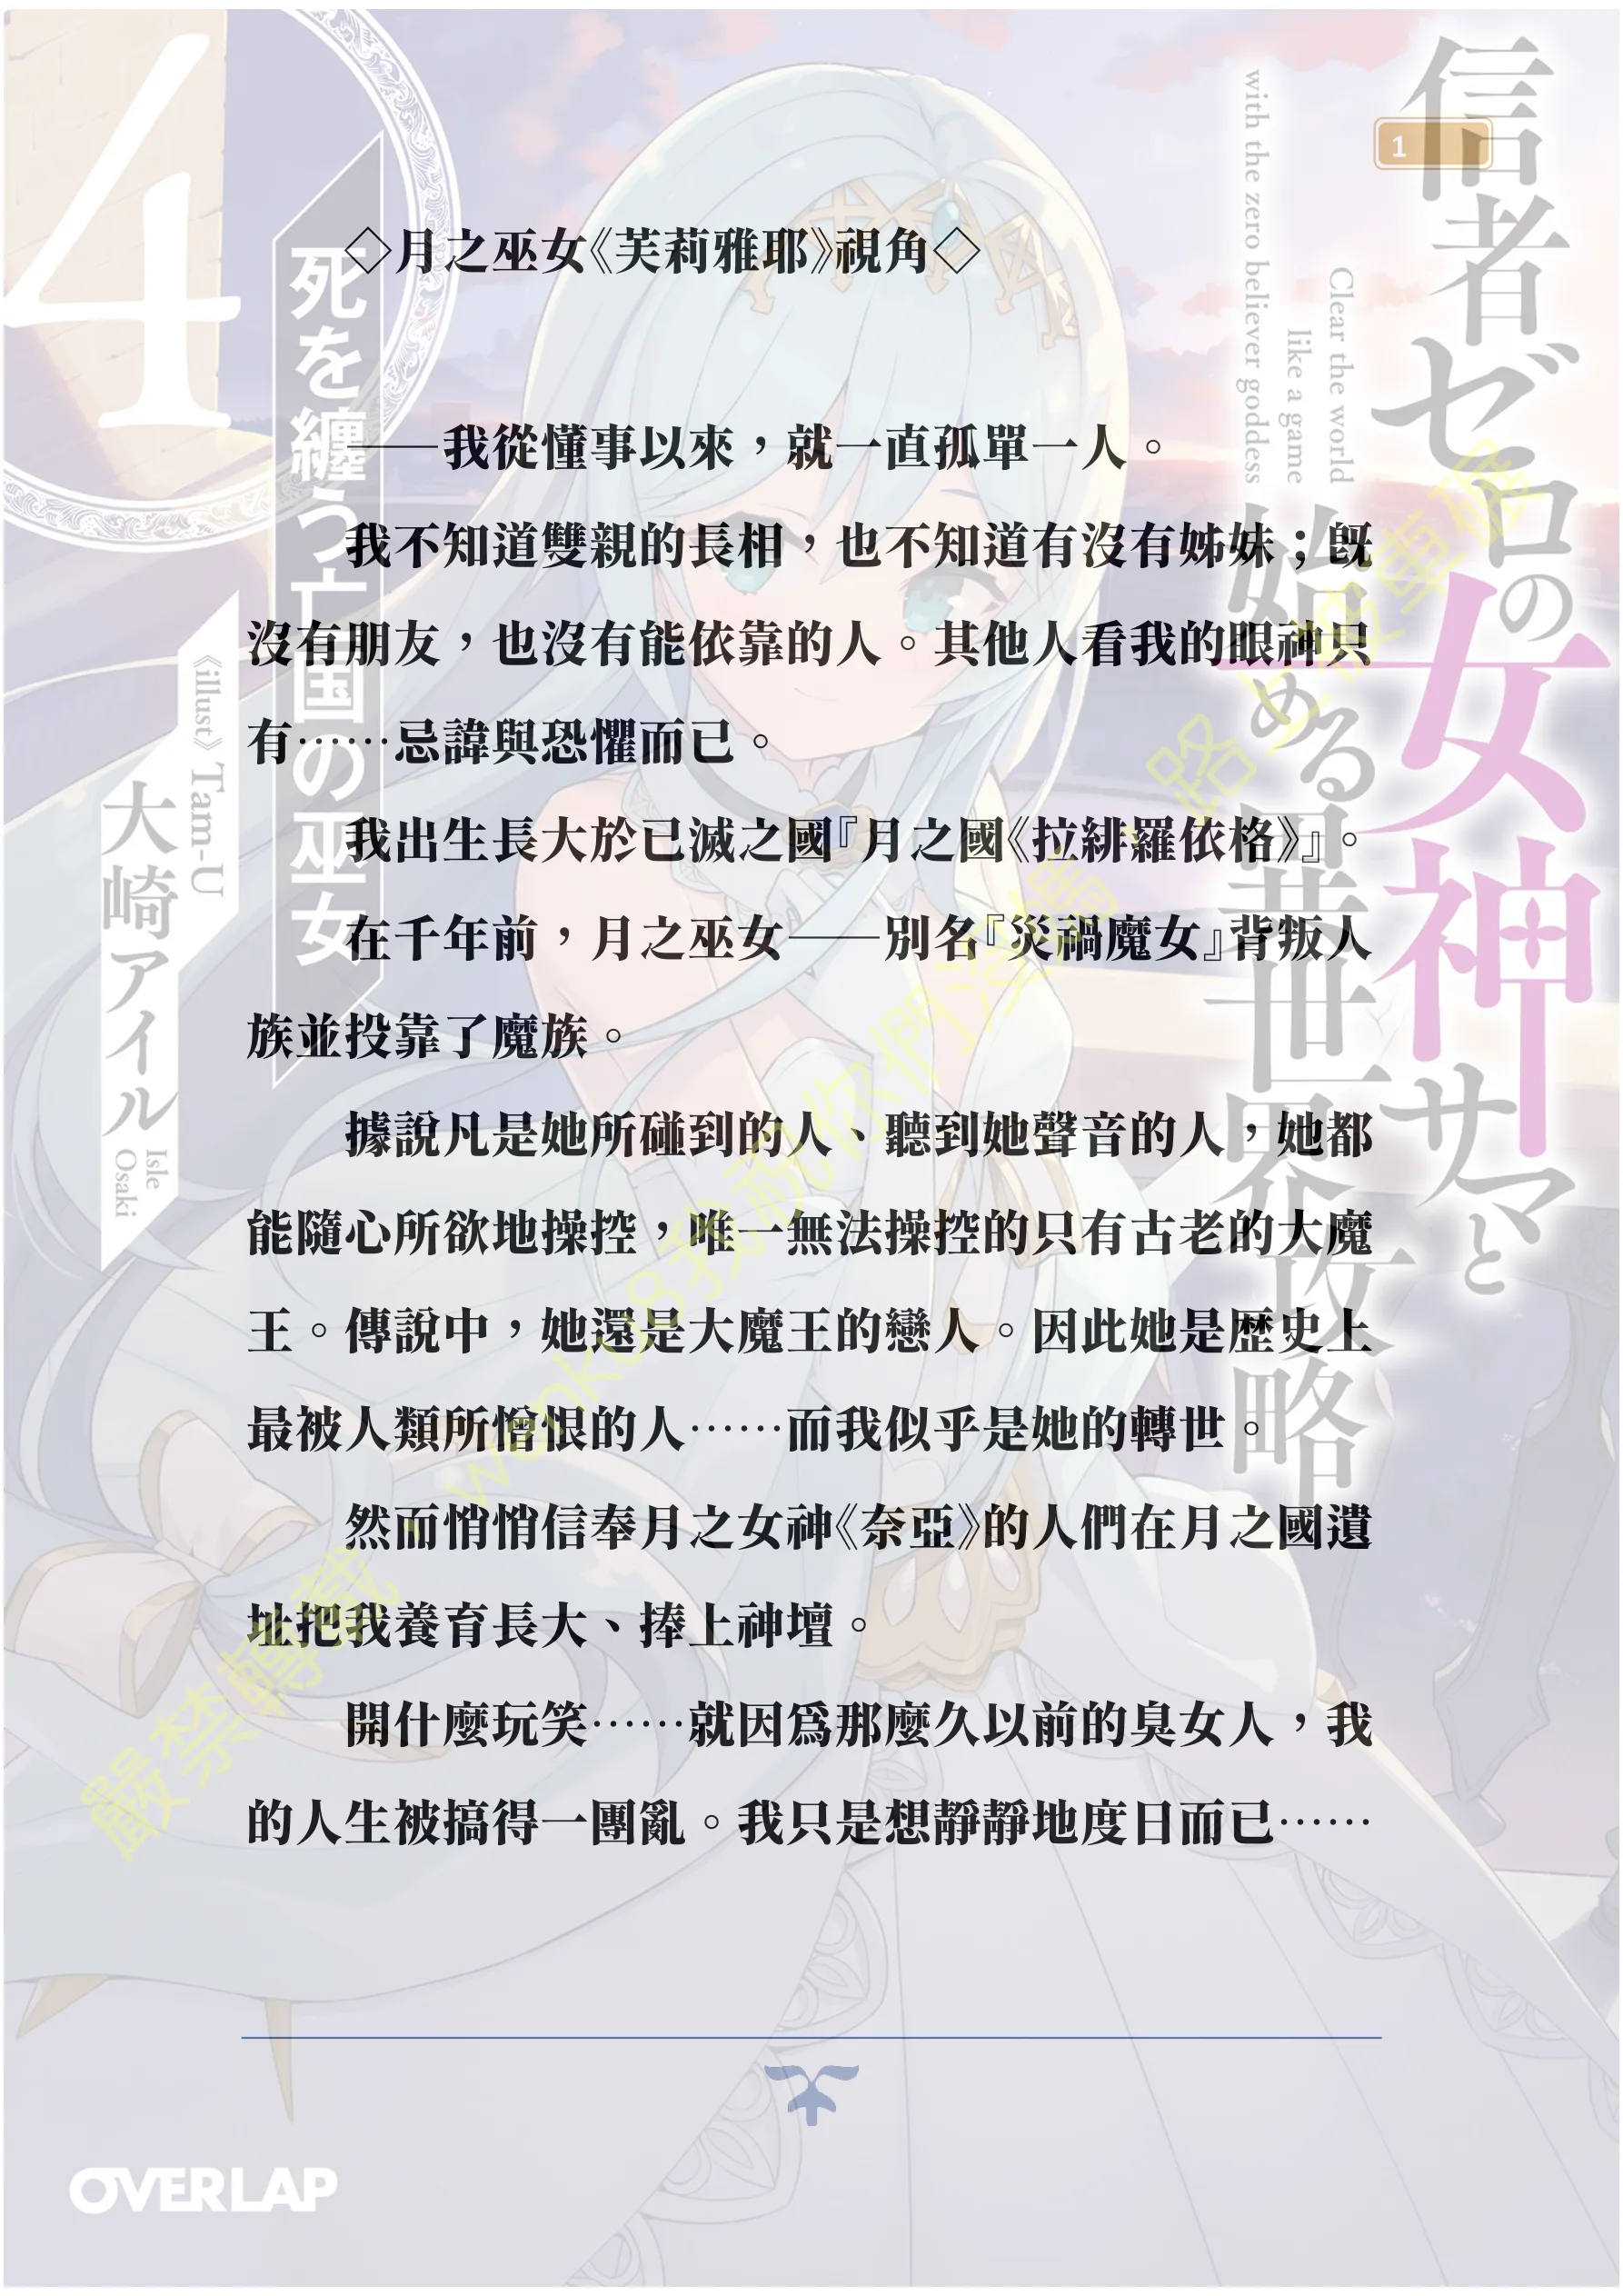 1
◇月之巫女《芙莉雅耶》視角◇
——我從懂事以來，就一直孤單一人。
我不知道雙親的長相，也不知道有沒有姊妹；既
沒有朋友，也沒有能依靠的人。其他人看我的眼神只
有……忌諱與恐懼而已。
我出生長大於已滅之國『月之國《拉緋羅依格》』。
在千年前，月之巫女——別名『災禍魔女』背叛人
族並投靠了魔族。
據說凡是她所碰到的人、聽到她聲音的人，她都
能隨心所欲地操控，唯一無法操控的只有古老的大魔
王。傳說中，她還是大魔王的戀人。因此她是歷史上
最被人類所憎恨的人……而我似乎是她的轉世。
然而悄悄信奉月之女神《奈亞》的人們在月之國遺
址把我養育長大、捧上神壇。
開什麼玩笑……就因爲那麼久以前的臭女人，我
的人生被搞得一團亂。我只是想靜靜地度日而已……
信者ゼロの女神サマと
始める異世界攻略
Clear the world
like a game
with the zero believer goddess
4
死を纏う亡国の巫女
《illust》Tam-U
大崎アイル
Isle
Osaki
OVERLAP
嚴禁轉載